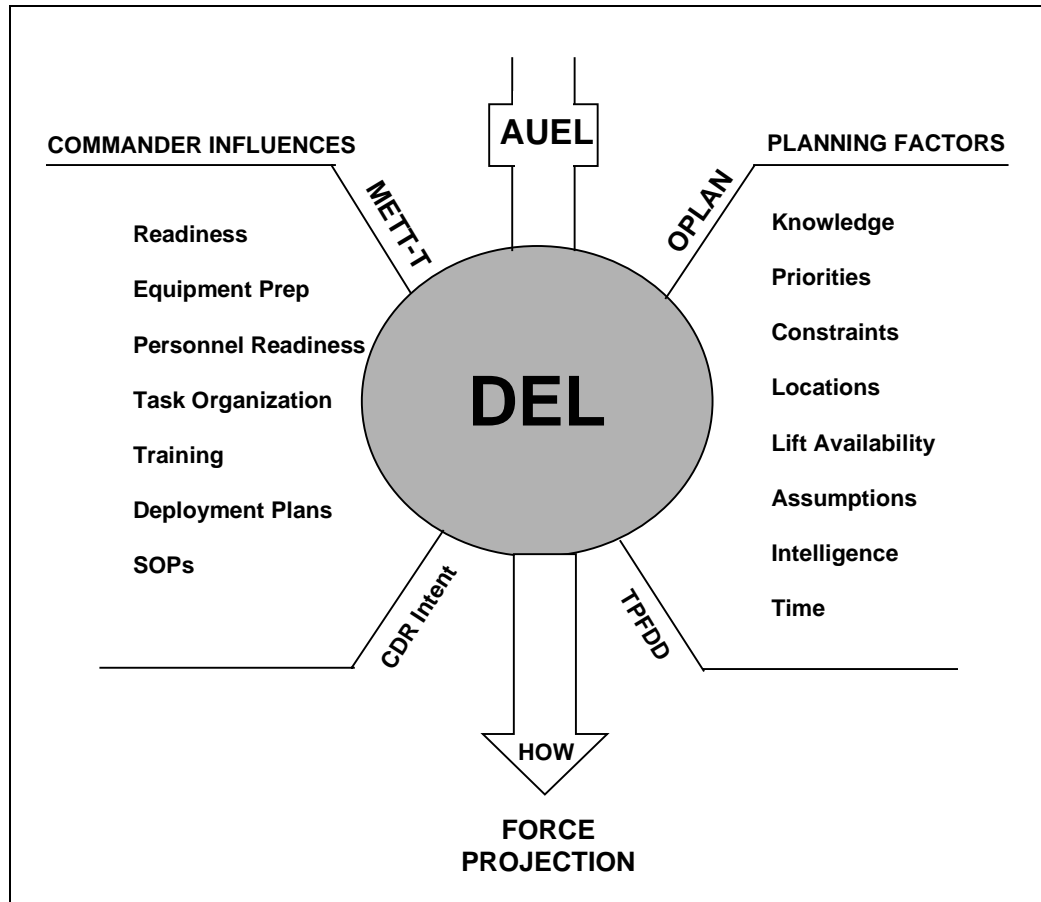 AUEL
COMMANDER INFLUENCES
PLANNING FACTORS
METT-T
OPLAN
Readiness
Equipment Prep
Personnel Readiness
Task Organization
Training
Deployment Plans
SOPs
DEL
Knowledge
Priorities
Constraints
Locations
Lift Availability
Assumptions
Intelligence
Time
CDR Intent
TPFDD
HOW
FORCE
PROJECTION